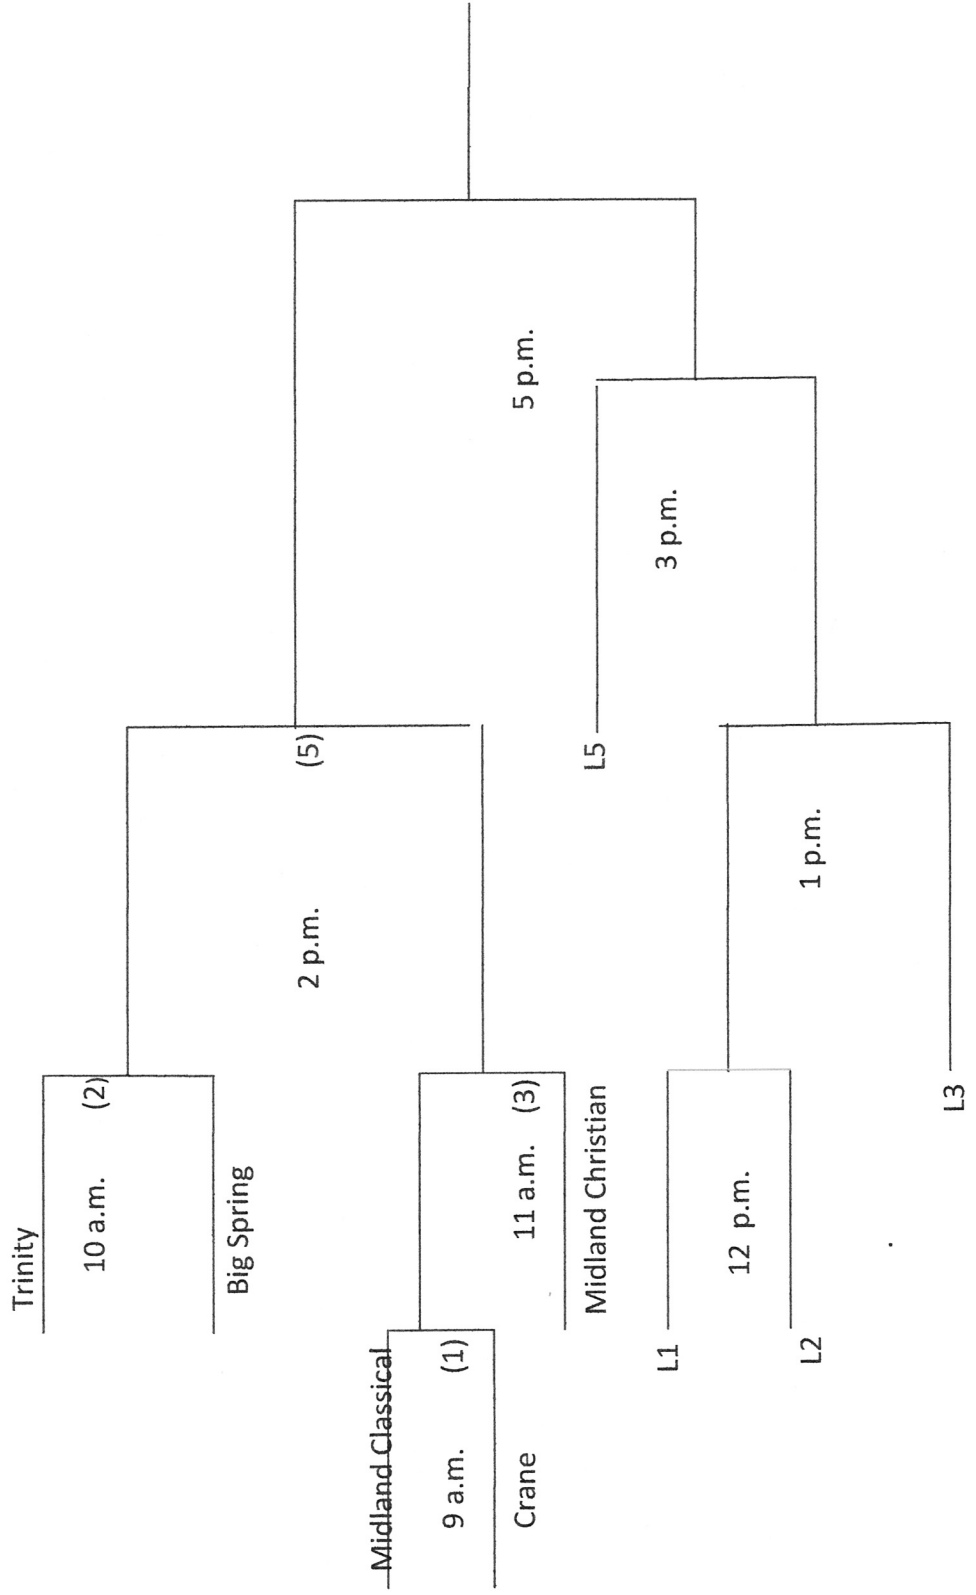 Trinity
10 a.m.
(2)
Big Spring
2 p.m.
(5)
Midland Classical
9 a.m.
(1)
Crane
11 a.m.
(3)
Midland Christian
5 p.m.
L5
3 p.m.
L1
12 p.m.
L2
1 p.m.
L3